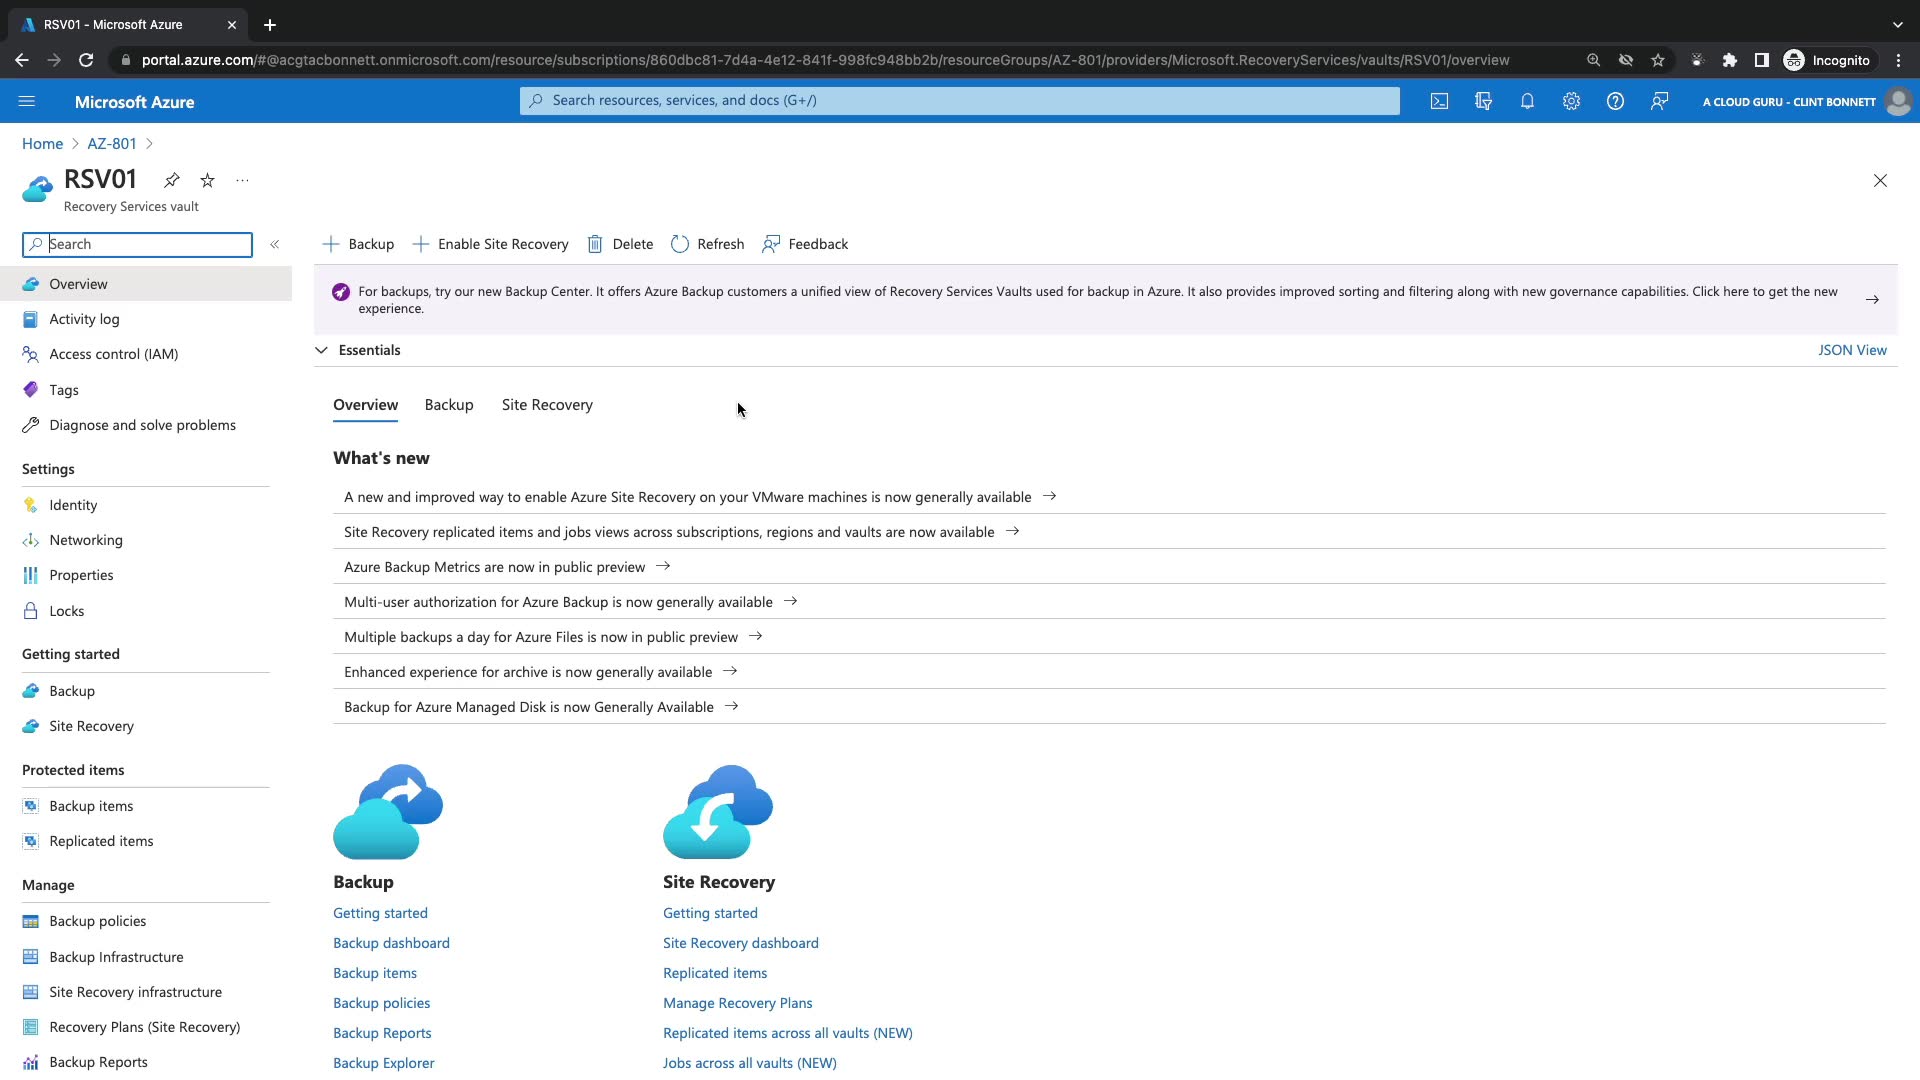 RSV01 - Microsoft Azure
portal.azure.com/#@acgtacbonnett.onmicrosoft.com/resource/subscriptions/860dbc81-7d4a-4e12-841f-998fc948bb2b/resourceGroups/AZ-801/providers/Microsoft.RecoveryServices/vaults/RSV01/overview
Incognito
Microsoft Azure
Search resources, services, and docs (G+/)
A CLOUD GURU - CLINT BONNETT
Home > AZ-801 >
RSV01
Recovery Services vault
Search
Overview
Activity log
Access control (IAM)
Tags
Diagnose and solve problems
Settings
Identity
Networking
Properties
Locks
Getting started
Backup
Site Recovery
Protected items
Backup items
Replicated items
Manage
Backup policies
Backup Infrastructure
Site Recovery infrastructure
Recovery Plans (Site Recovery)
Backup Reports
Backup
Enable Site Recovery
Delete
Refresh
Feedback
For backups, try our new Backup Center. It offers Azure Backup customers a unified view of Recovery Services Vaults used for backup in Azure. It also provides improved sorting and filtering along with new governance capabilities. Click here to get the new
experience.
Essentials
JSON View
Overview
Backup
Site Recovery
What's new
A new and improved way to enable Azure Site Recovery on your VMware machines is now generally available
Site Recovery replicated items and jobs views across subscriptions, regions and vaults are now available
Azure Backup Metrics are now in public preview
Multi-user authorization for Azure Backup is now generally available
Multiple backups a day for Azure Files is now in public preview
Enhanced experience for archive is now generally available
Backup for Azure Managed Disk is now Generally Available
Backup
Getting started
Backup dashboard
Backup items
Backup policies
Backup Reports
Backup Explorer
Site Recovery
Getting started
Site Recovery dashboard
Replicated items
Manage Recovery Plans
Replicated items across all vaults (NEW)
Jobs across all vaults (NEW)